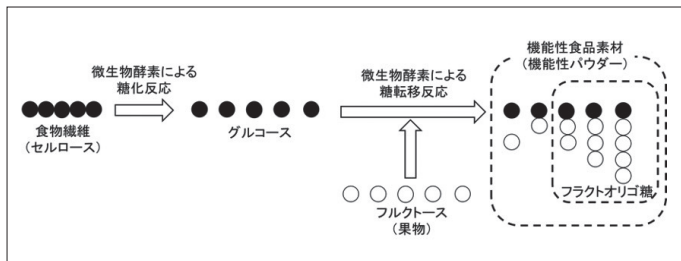 微生物酵素による
糖化反応
食物繊維
(セルロース)
グルコース
微生物酵素による
糖転移反応
フルクトース
(果物)
機能性食品素材
(機能性パウダー)
フラクトオリゴ糖